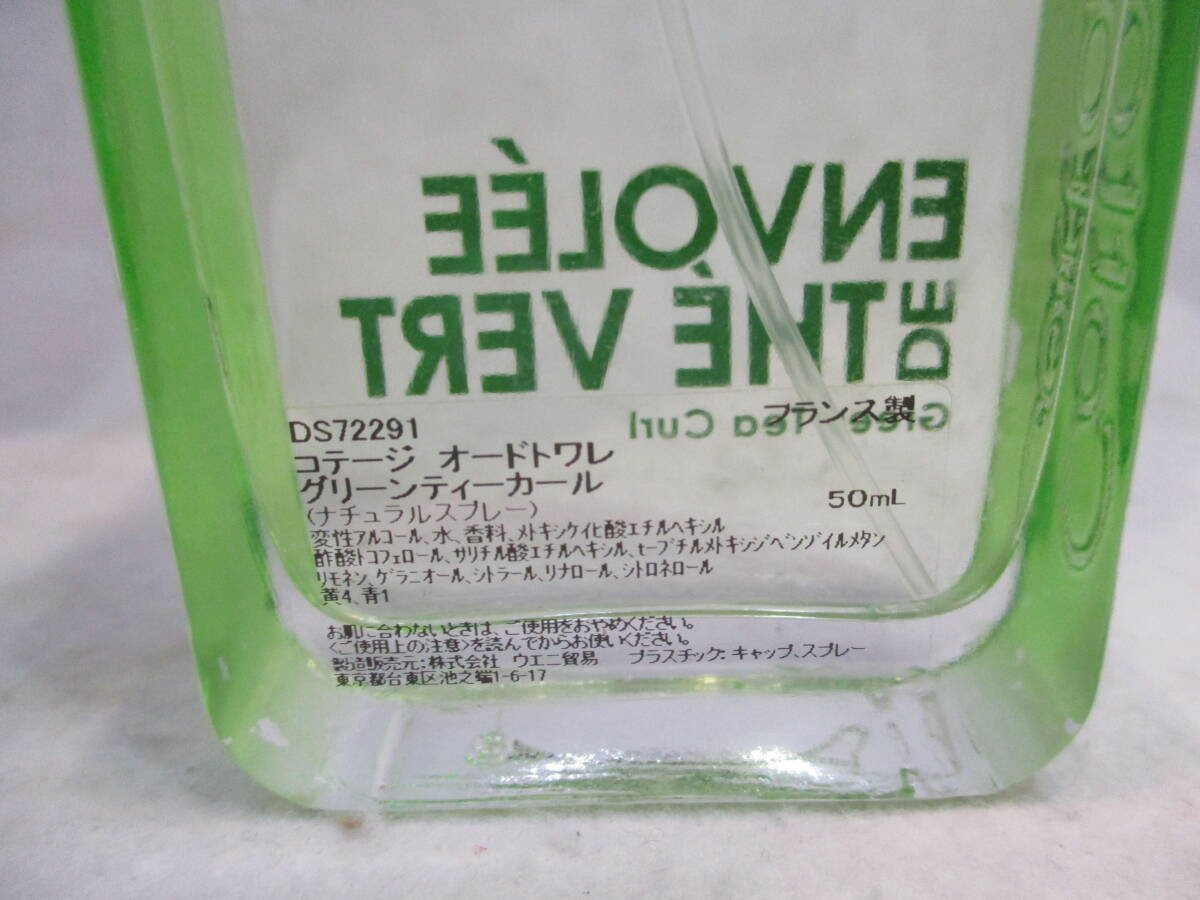 ENVOLÉE
DE THÉ VERT
Green Tea Curl
フランス製
DS72291
コテージ オードトワレ
グリーンティーカール
50mL
(ナチュラルスプレー)
変性アルコール、水、香料、メトキシケイヒ酸エチルヘキシル
酢酸トコフェロール、サリチル酸エチルヘキシル、t-ブチルメトキシジベンゾイルメタン
リモネン、ゲラニオール、シトラール、リナロール、シトロネロール
黄4、青1
お肌に合わないときは、ご使用をおやめください。
〈ご使用上の注意〉を読んでからお使いください。
製造販売元:株式会社 ウエニ貿易 プラスチック:キャップ、スプレー
東京都台東区池之端1-6-17